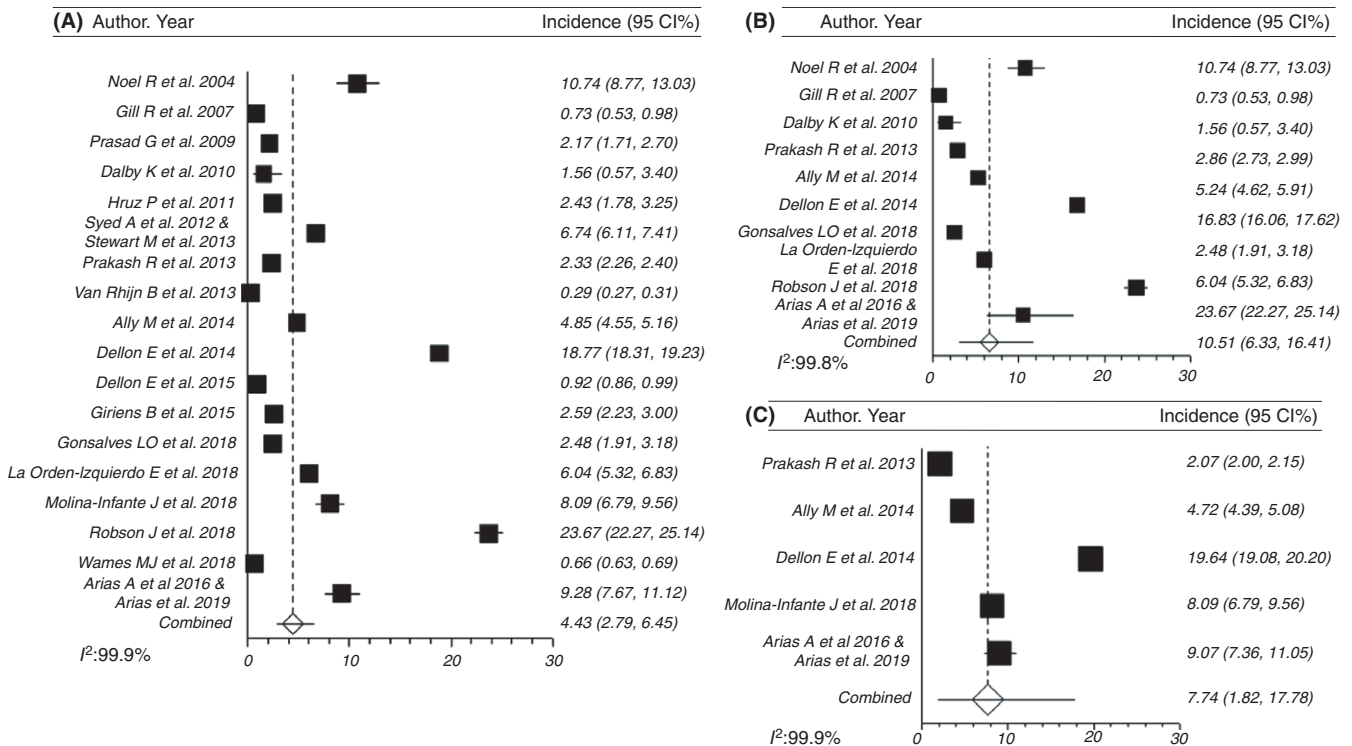 (A) Author. Year Incidence (95 CI%)
Noel R et al. 2004 10.74 (8.77, 13.03)
Gill R et al. 2007 0.73 (0.53, 0.98)
Prasad G et al. 2009 2.17 (1.71, 2.70)
Dalby K et al. 2010 1.56 (0.57, 3.40)
Hruz P et al. 2011 2.43 (1.78, 3.25)
Syed A et al. 2012 &
Stewart M et al. 2013 6.74 (6.11, 7.41)
Prakash R et al. 2013 2.33 (2.26, 2.40)
Van Rhijn B et al. 2013 0.29 (0.27, 0.31)
Ally M et al. 2014 4.85 (4.55, 5.16)
Dellon E et al. 2014 18.77 (18.31, 19.23)
Dellon E et al. 2015 0.92 (0.86, 0.99)
Giriens B et al. 2015 2.59 (2.23, 3.00)
Gonsalves LO et al. 2018 2.48 (1.91, 3.18)
La Orden-Izquierdo E et al. 2018 6.04 (5.32, 6.83)
Molina-Infante J et al. 2018 8.09 (6.79, 9.56)
Robson J et al. 2018 23.67 (22.27, 25.14)
Wames MJ et al. 2018 0.66 (0.63, 0.69)
Arias A et al 2016 &
Arias et al. 2019 9.28 (7.67, 11.12)
Combined 4.43 (2.79, 6.45)
I²:99.9%
0 10 20 30
(B) Author. Year Incidence (95 CI%)
Noel R et al. 2004 10.74 (8.77, 13.03)
Gill R et al. 2007 0.73 (0.53, 0.98)
Dalby K et al. 2010 1.56 (0.57, 3.40)
Prakash R et al. 2013 2.86 (2.73, 2.99)
Ally M et al. 2014 5.24 (4.62, 5.91)
Dellon E et al. 2014 16.83 (16.06, 17.62)
Gonsalves LO et al. 2018 2.48 (1.91, 3.18)
La Orden-Izquierdo
E et al. 2018 6.04 (5.32, 6.83)
Robson J et al. 2018 23.67 (22.27, 25.14)
Arias A et al 2016 &
Arias et al. 2019
Combined 10.51 (6.33, 16.41)
I²:99.8%
0 10 20 30
(C) Author. Year Incidence (95 CI%)
Prakash R et al. 2013 2.07 (2.00, 2.15)
Ally M et al. 2014 4.72 (4.39, 5.08)
Dellon E et al. 2014 19.64 (19.08, 20.20)
Molina-Infante J et al. 2018 8.09 (6.79, 9.56)
Arias A et al 2016 &
Arias et al. 2019 9.07 (7.36, 11.05)
Combined 7.74 (1.82, 17.78)
I²:99.9%
0 10 20 30